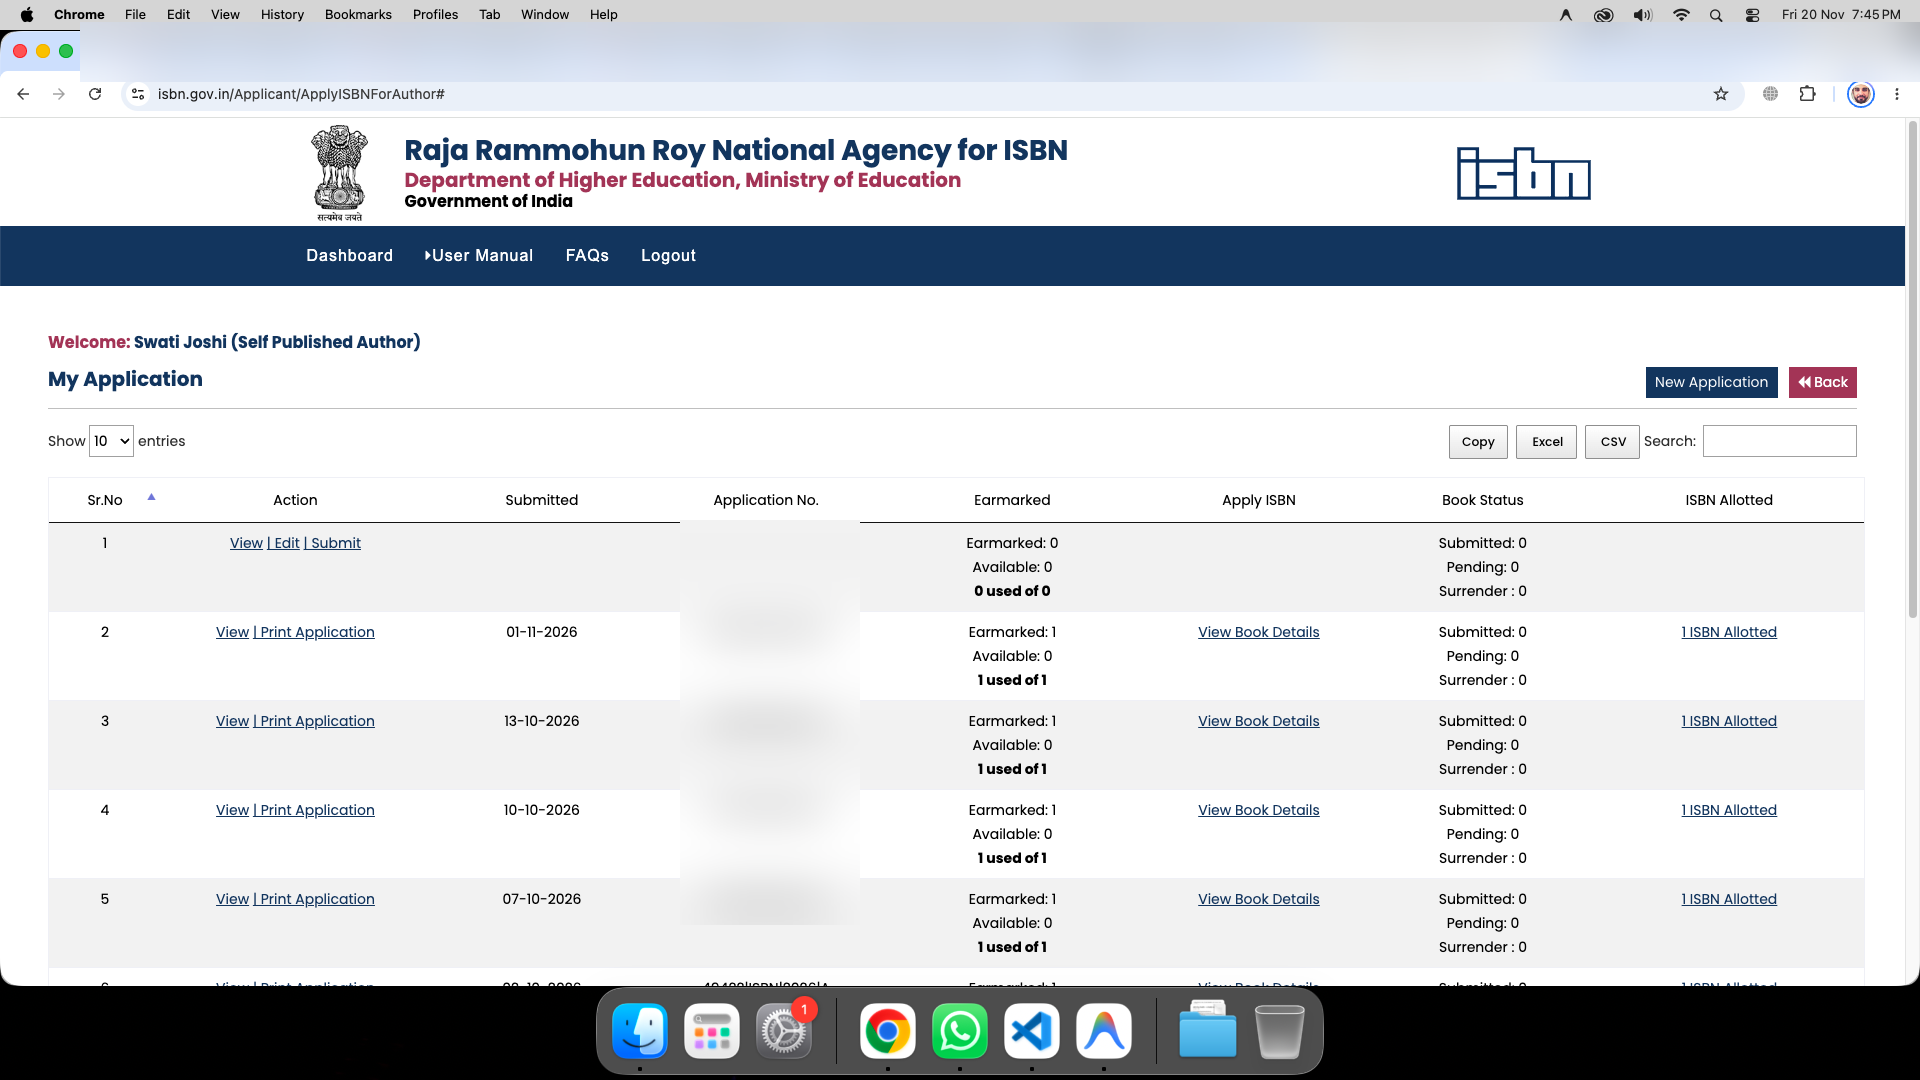 Chrome File Edit View History Bookmarks Profiles Tab Window Help Fri 20 Nov 7:45 PM
isbn.gov.in/Applicant/ApplyISBNForAuthor#
Raja Rammohun Roy National Agency for ISBN
Department of Higher Education, Ministry of Education
Government of India
सत्यमेव जयते
isbn
Dashboard User Manual FAQs Logout
Welcome: Swati Joshi (Self Published Author)
My Application
New Application Back
Show 10 entries Copy Excel CSV Search:
Sr.No Action Submitted Application No. Earmarked Apply ISBN Book Status ISBN Allotted
1 View | Edit | Submit Earmarked: 0 Submitted: 0
Available: 0 Pending: 0
0 used of 0 Surrender : 0
2 View | Print Application 01-11-2026 Earmarked: 1 View Book Details Submitted: 0 1 ISBN Allotted
Available: 0 Pending: 0
1 used of 1 Surrender : 0
3 View | Print Application 13-10-2026 Earmarked: 1 View Book Details Submitted: 0 1 ISBN Allotted
Available: 0 Pending: 0
1 used of 1 Surrender : 0
4 View | Print Application 10-10-2026 Earmarked: 1 View Book Details Submitted: 0 1 ISBN Allotted
Available: 0 Pending: 0
1 used of 1 Surrender : 0
5 View | Print Application 07-10-2026 Earmarked: 1 View Book Details Submitted: 0 1 ISBN Allotted
Available: 0 Pending: 0
1 used of 1 Surrender : 0
1